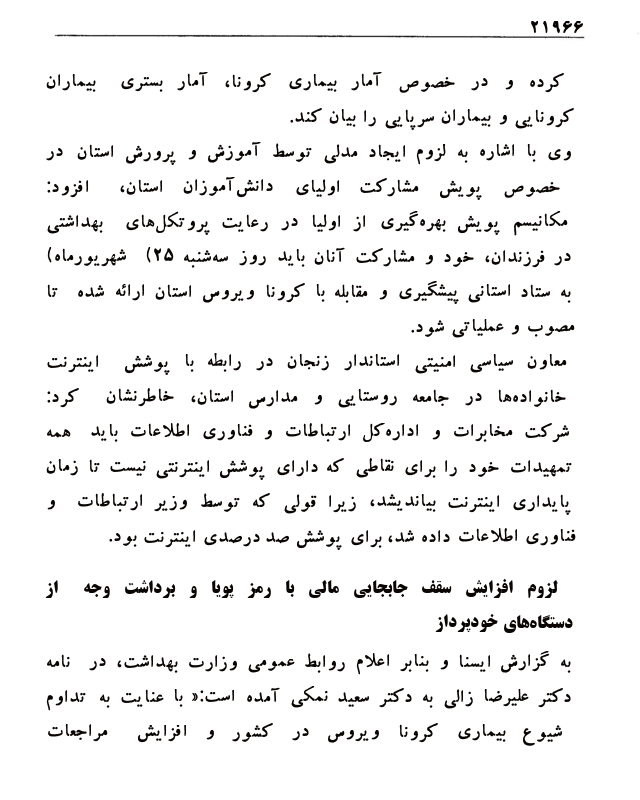 ۲۱۹۶۶
کرده و در خصوص آمار بیماری کرونا، آمار بستری بیماران
کرونایی و بیماران سرپایی را بیان کند.
وی با اشاره به لزوم ایجاد مدلی توسط آموزش و پرورش استان در
خصوص پویش مشارکت اولیای دانش‌آموزان استان، افزود:
مکانیسم پویش بهره‌گیری از اولیا در رعایت پروتکل‌های بهداشتی
در فرزندان، خود و مشارکت آنان باید روز سه‌شنبه ۲۵) شهریورماه)
به ستاد استانی پیشگیری و مقابله با کرونا ویروس استان ارائه شده تا
مصوب و عملیاتی شود.
معاون سیاسی امنیتی استاندار زنجان در رابطه با پوشش اینترنت
خانواده‌ها در جامعه روستایی و مدارس استان، خاطرنشان کرد:
شرکت مخابرات و اداره‌کل ارتباطات و فناوری اطلاعات باید همه
تمهیدات خود را برای نقاطی که دارای پوشش اینترنتی نیست تا زمان
پایداری اینترنت بیاندیشد، زیرا قولی که توسط وزیر ارتباطات و
فناوری اطلاعات داده شد، برای پوشش صد درصدی اینترنت بود.
لزوم افزایش سقف جابجایی مالی با رمز پویا و برداشت وجه از
دستگاه‌های خودپرداز
به گزارش ایسنا و بنابر اعلام روابط عمومی وزارت بهداشت، در نامه
دکتر علیرضا زالی به دکتر سعید نمکی آمده است:« با عنایت به تداوم
شیوع بیماری کرونا ویروس در کشور و افزایش مراجعات